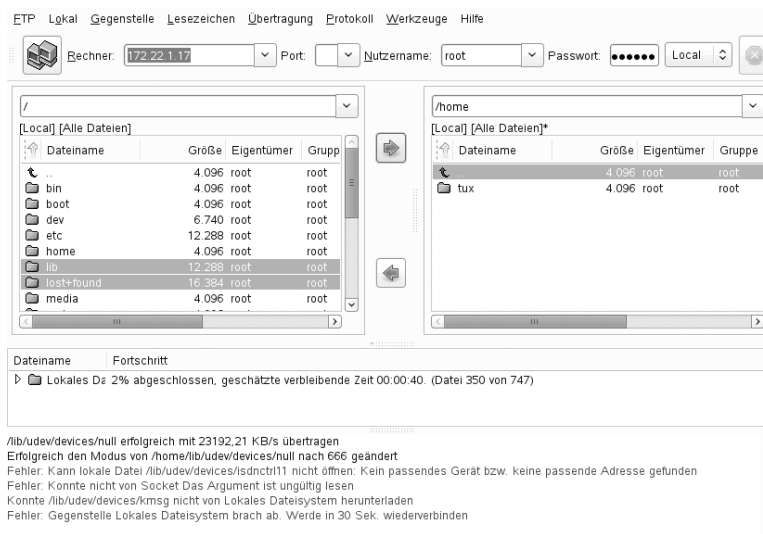 FTP Lokal Gegenstelle Lesezeichen Übertragung Protokoll Werkzeuge Hilfe
Rechner: 172.22.1.17 Port: Nutzername: root Passwort: ●●●●●● Local
/
[Local] [Alle Dateien]
Dateiname Größe Eigentümer Grupp
.. 4.096 root root
bin 4.096 root root
boot 4.096 root root
dev 6.740 root root
etc 12.288 root root
home 4.096 root root
lib 12.288 root root
lost+found 16.384 root root
media 4.096 root root
/home
[Local] [Alle Dateien]*
Dateiname Größe Eigentümer Gruppe
.. 4.096 root root
tux 4.096 root root
Dateiname Fortschritt
Lokales Da 2% abgeschlossen, geschätzte verbleibende Zeit 00:00:40. (Datei 350 von 747)
/lib/udev/devices/null erfolgreich mit 23192,21 KB/s übertragen
Erfolgreich den Modus von /home/lib/udev/devices/null nach 666 geändert
Fehler: Kann lokale Datei /lib/udev/devices/isdnctrl11 nicht öffnen: Kein passendes Gerät bzw. keine passende Adresse gefunden
Fehler: Konnte nicht von Socket Das Argument ist ungültig lesen
Konnte /lib/udev/devices/kmsg nicht von Lokales Dateisystem herunterladen
Fehler: Gegenstelle Lokales Dateisystem brach ab. Werde in 30 Sek. wiederverbinden